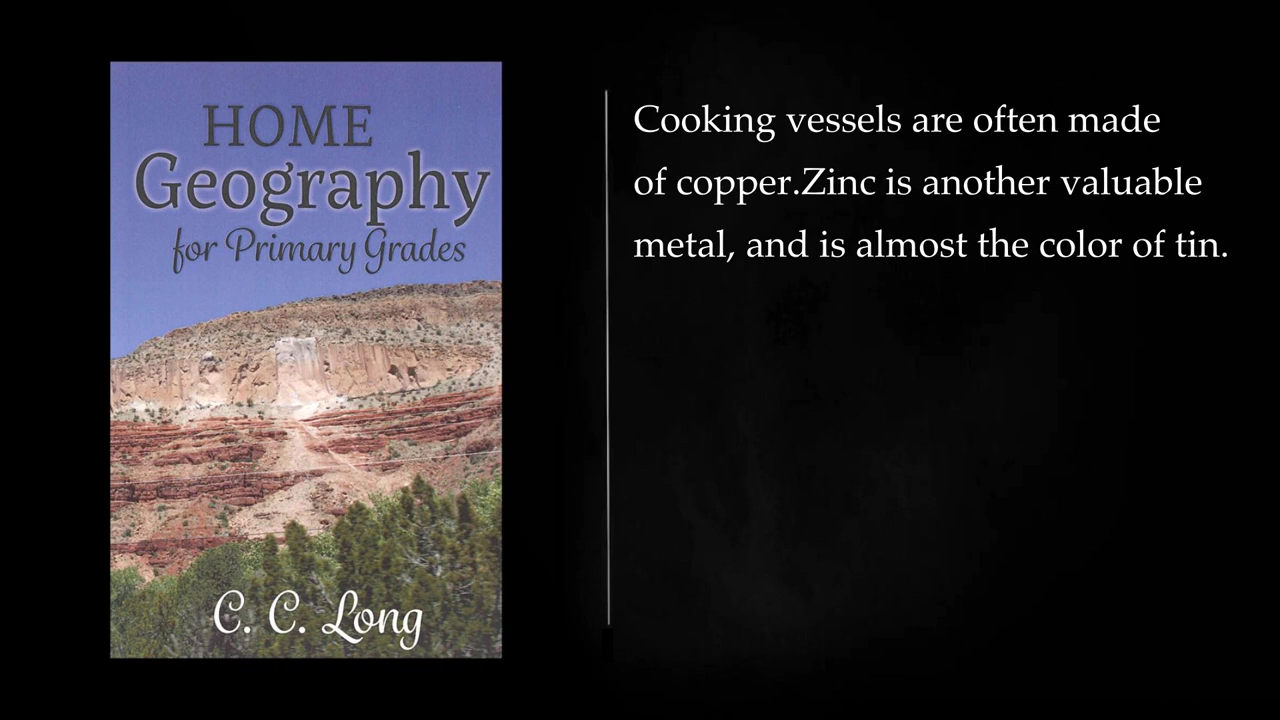 HOME
Geography
for Primary Grades
C. C. Long
Cooking vessels are often made
of copper.Zinc is another valuable
metal, and is almost the color of tin.